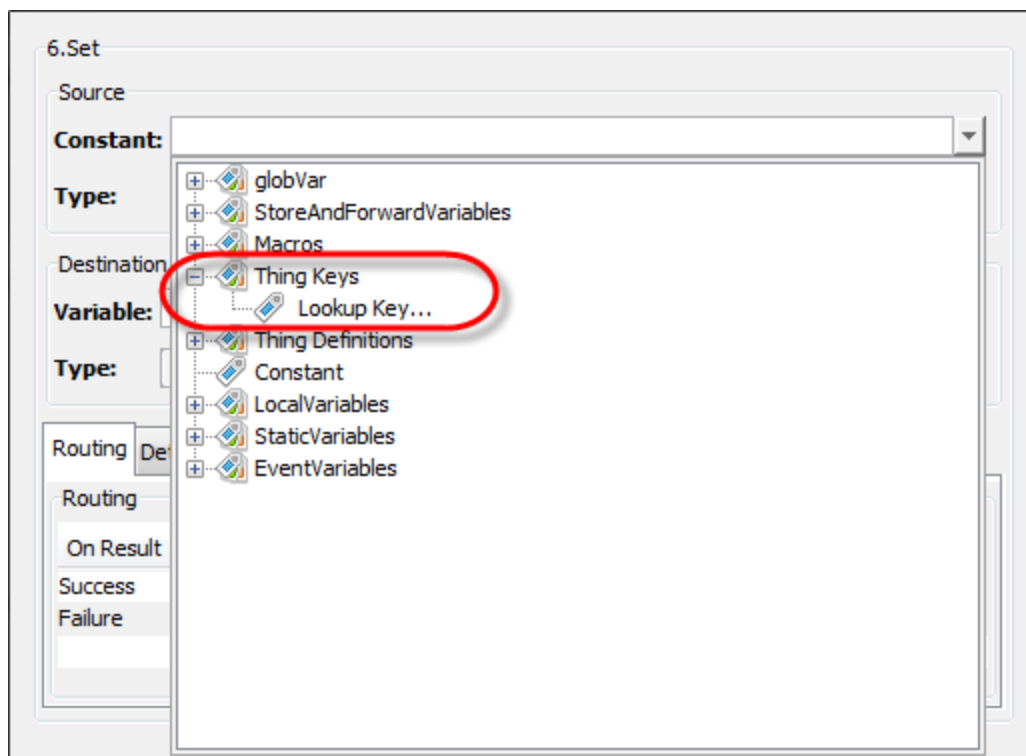 6.Set
Source
Constant:
Type:
globVar
StoreAndForwardVariables
Macros
Thing Keys
Lookup Key...
Thing Definitions
Constant
LocalVariables
StaticVariables
EventVariables
Destination
Variable:
Type:
Routing
Routing
On Result
Success
Failure